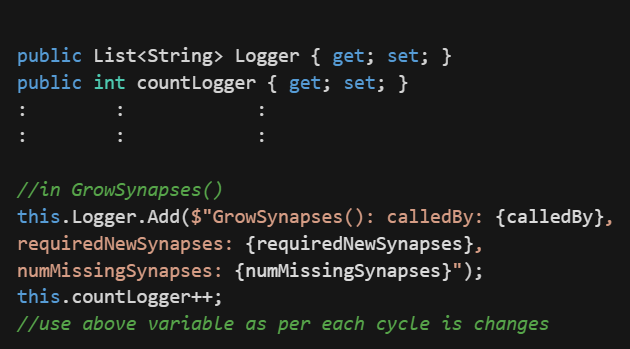 public List<String> Logger { get; set; }
public int countLogger { get; set; }
:       :           :
:       :           :
//in GrowSynapses()
this.Logger.Add($"GrowSynapses(): calledBy: {calledBy},
requiredNewSynapses: {requiredNewSynapses},
numMissingSynapses: {numMissingSynapses}");
this.countLogger++;
//use above variable as per each cycle is changes